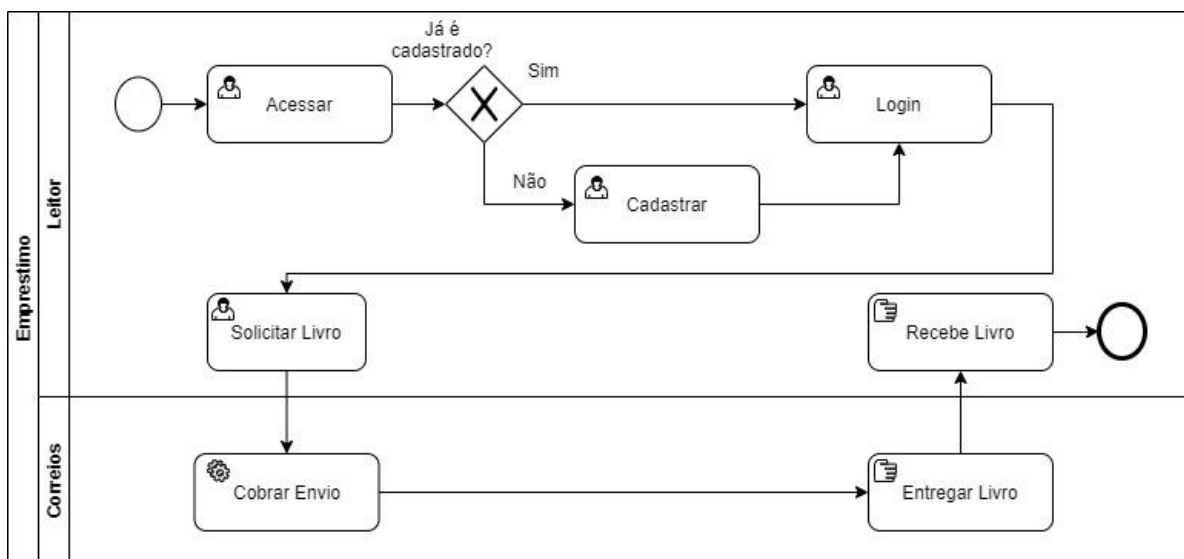 Emprestimo
Leitor
Acessar
Já é
cadastrado?
Sim
Não
Login
Cadastrar
Solicitar Livro
Recebe Livro
Correios
Cobrar Envio
Entregar Livro